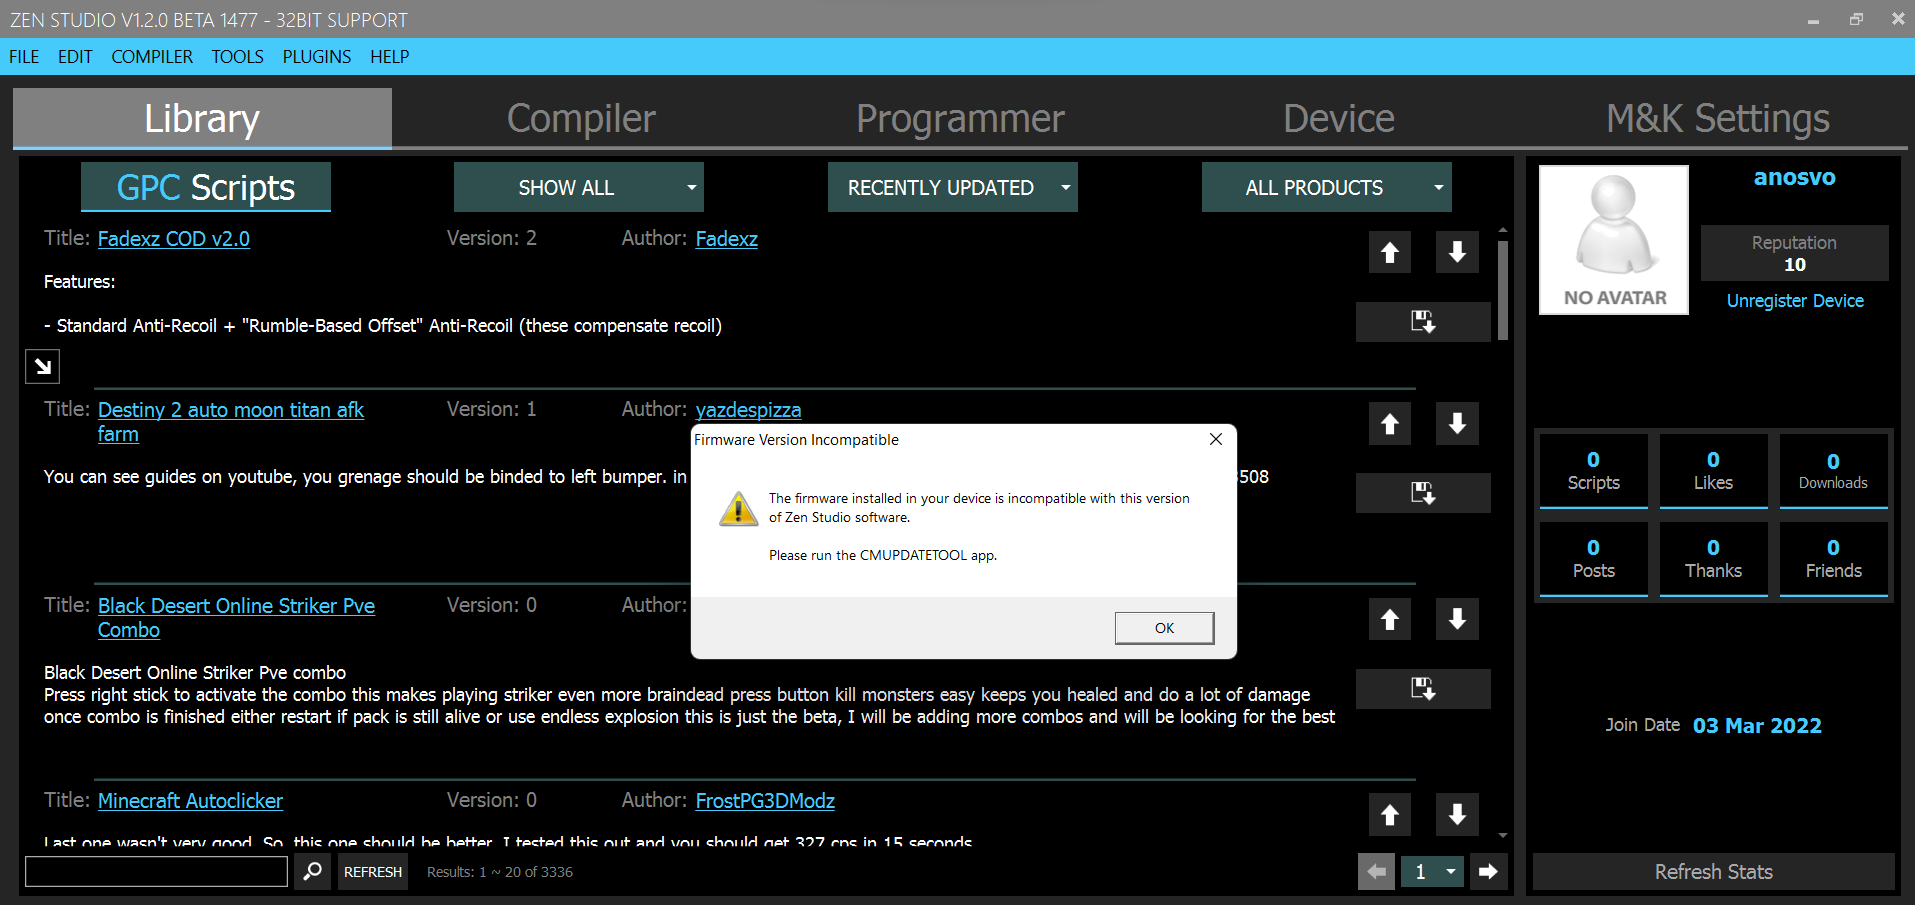 ZEN STUDIO V1.2.0 BETA 1477 - 32BIT SUPPORT
FILE EDIT COMPILER TOOLS PLUGINS HELP
Library Compiler Programmer Device M&K Settings
GPC Scripts SHOW ALL RECENTLY UPDATED ALL PRODUCTS
Title: Fadexz COD v2.0 Version: 2 Author: Fadexz
Features:
- Standard Anti-Recoil + "Rumble-Based Offset" Anti-Recoil (these compensate recoil)
Title: Destiny 2 auto moon titan afk Version: 1 Author: yazdespizza
farm
You can see guides on youtube, you grenage should be binded to left bumper. in
Title: Black Desert Online Striker Pve Version: 0 Author:
Combo
Black Desert Online Striker Pve combo
Press right stick to activate the combo this makes playing striker even more braindead press button kill monsters easy keeps you healed and do a lot of damage
once combo is finished either restart if pack is still alive or use endless explosion this is just the beta, I will be adding more combos and will be looking for the best
Title: Minecraft Autoclicker Version: 0 Author: FrostPG3DModz
Last one wasn't very good. So, this one should be better. I tested this out and you should get 327 cps in 15 seconds
REFRESH Results: 1 ~ 20 of 3336 1
Firmware Version Incompatible
The firmware installed in your device is incompatible with this version
of Zen Studio software.
Please run the CMUPDATETOOL app.
OK
anosvo
NO AVATAR
Reputation
10
Unregister Device
0 Scripts
0 Likes
0 Downloads
0 Posts
0 Thanks
0 Friends
Join Date 03 Mar 2022
Refresh Stats